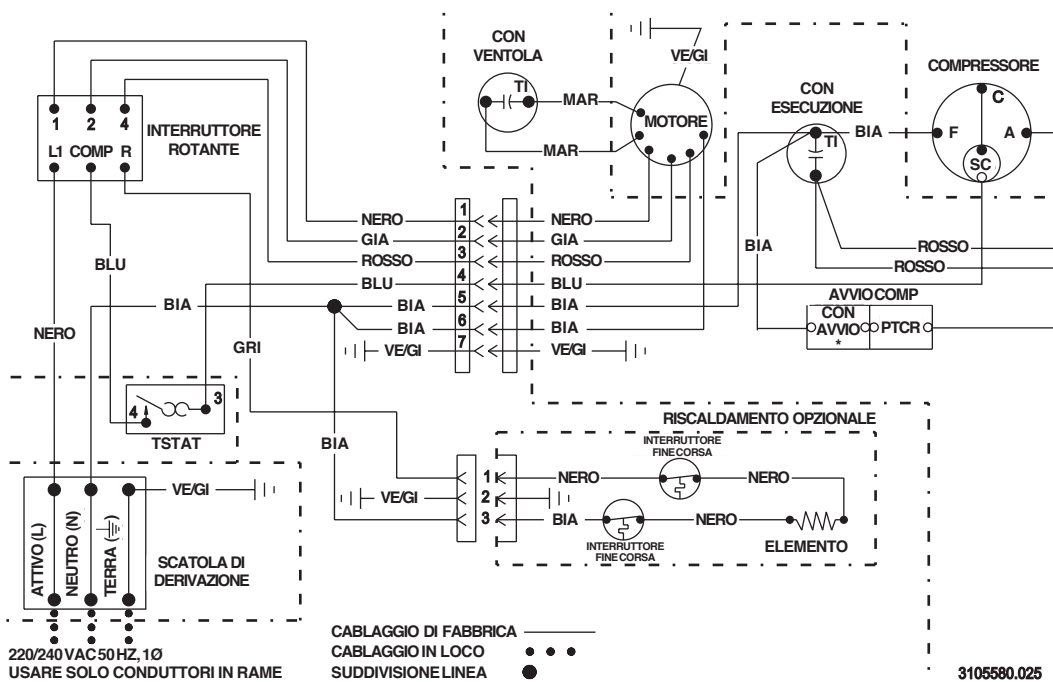 CON
VENTOLA
TI
MAR
MAR
VE/GI
MOTORE
CON
ESECUZIONE
TI
BIA
COMPRESSORE
C
F
A
SC
1 2 4
L1 COMP R
INTERRUTTORE
ROTANTE
NERO 1 NERO
GIA 2 GIA
ROSSO 3 ROSSO
BLU 4 BLU
BIA BIA 5 BIA
BIA 6 BIA
VE/GI 7 VE/GI
BLU
NERO
GRI
BIA
ROSSO
ROSSO
AVVIO COMP
CON
AVVIO
*
PTCR
4
3
TSTAT
BIA
RISCALDAMENTO OPZIONALE
INTERRUTTORE
FINE CORSA
1 NERO NERO
VE/GI 2
3 BIA NERO
INTERRUTTORE
FINE CORSA
ELEMENTO
VE/GI
ATTIVO (L)
NEUTRO (N)
TERRA ( )
SCATOLA DI
DERIVAZIONE
220/240 VAC 50 HZ, 1Ø
USARE SOLO CONDUTTORI IN RAME
CABLAGGIO DI FABBRICA
CABLAGGIO IN LOCO
SUDDIVISIONE LINEA
3105580.025